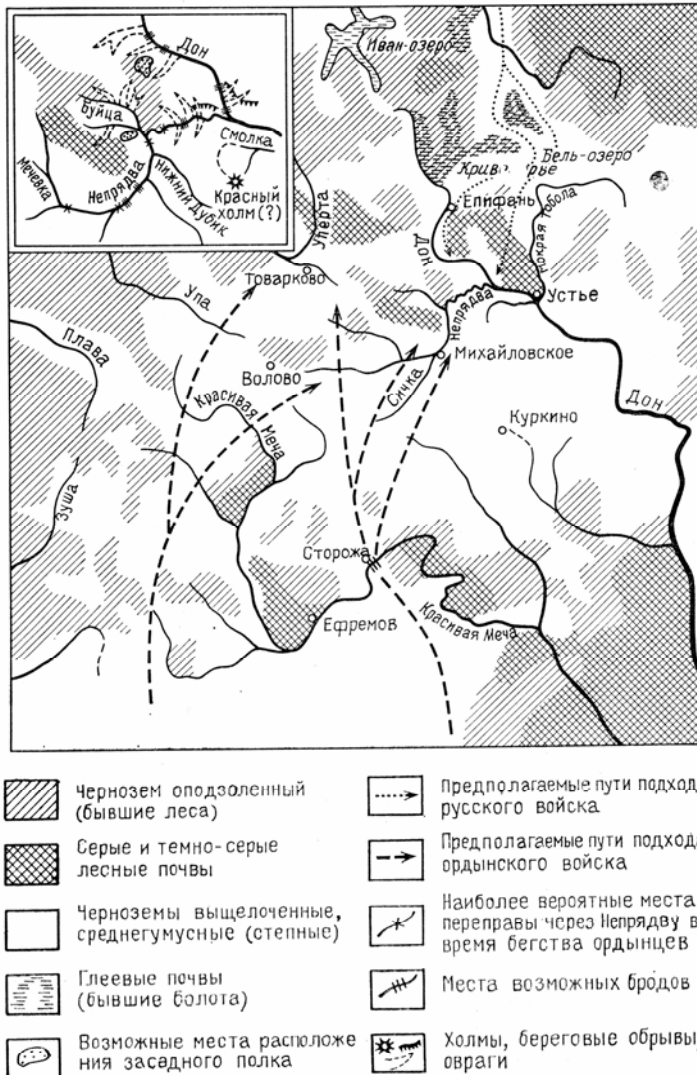 Дон
Буйца
Смолка
Мечевка
Непрядва
Нижний Дубик
Красный
холм(?)
Иван-озеро
Бель-озеро
Епифань
Дон
Мокрая Табола
Уперта
Товарково
Упа
Непрядва
Устье
Михайловское
Плава
Волово
Сичка
Красивая
Меча
Куркино
Дон
Зуша
Сторожа
Ефремов
Красивая Меча
Чернозем оподзоленный
(бывшие леса)
Серые и темно-серые
лесные почвы
Черноземы выщелоченные,
среднегумусные (степные)
Глеевые почвы
(бывшие болота)
Возможные места расположе
ния засадного полка
Предполагаемые пути подход
русского войска
Предполагаемые пути подход
ордынского войска
Наиболее вероятные места
переправы через Непрядву в
время бегства ордынцев
Места возможных бродов
Холмы, береговые обрывы,
овраги